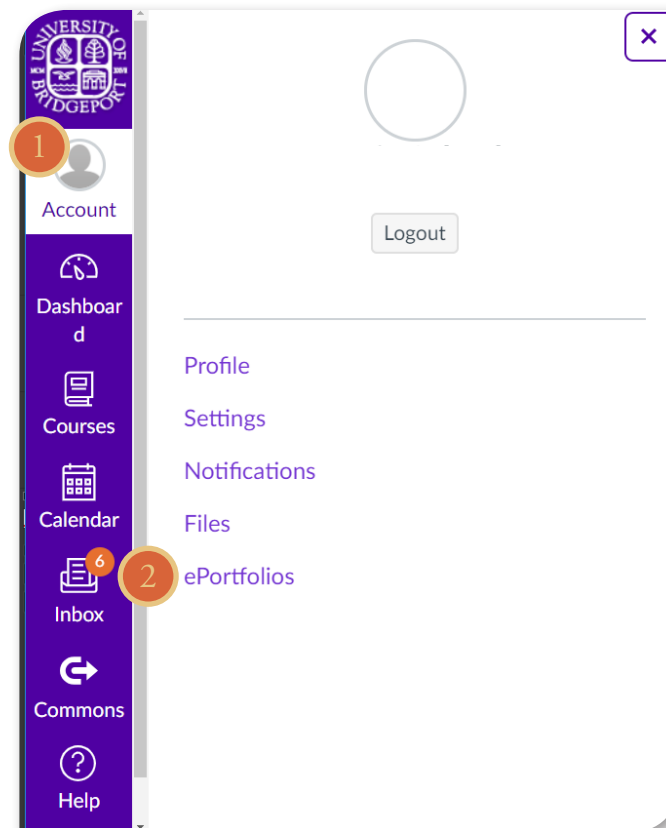 UNIVERSITY OF
BRIDGEPORT
1
Account
Dashboar
d
Courses
Calendar
6
Inbox
Commons
Help
×
Logout
Profile
Settings
Notifications
Files
2
ePortfolios